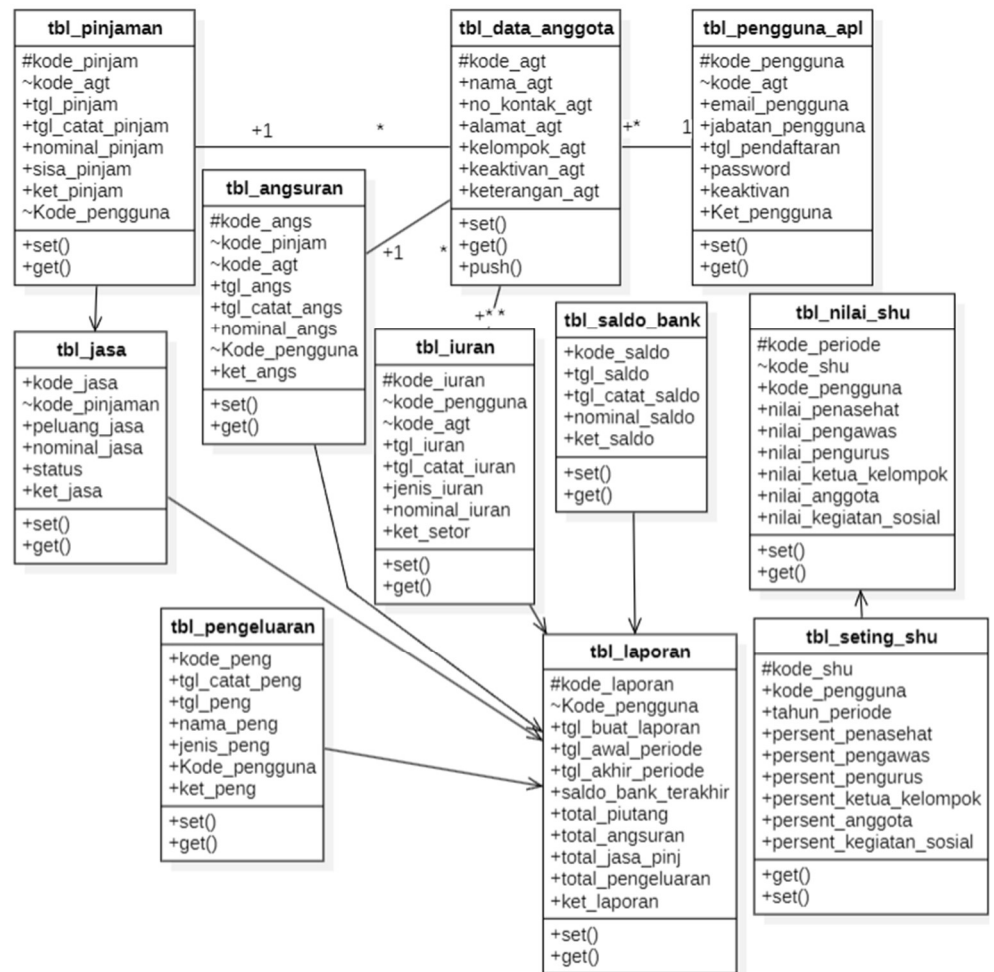 tbl_pinjaman
#kode_pinjam
~kode_agt
+tgl_pinjam
+tgl_catat_pinjam
+nominal_pinjam
+sisa_pinjam
+ket_pinjam
~Kode_pengguna
+set()
+get()
+1
*
tbl_data_anggota
#kode_agt
+nama_agt
+no_kontak_agt
+alamat_agt
+kelompok_agt
+keaktivan_agt
+keterangan_agt
+set()
+get()
+push()
+*
1
tbl_pengguna_apl
#kode_pengguna
~kode_agt
+email_pengguna
+jabatan_pengguna
+tgl_pendaftaran
+password
+keaktivan
+Ket_pengguna
+set()
+get()
tbl_angsuran
#kode_angs
~kode_pinjam
~kode_agt
+tgl_angs
+tgl_catat_angs
+nominal_angs
~Kode_pengguna
+ket_angs
+set()
+get()
+1
*
+* *
tbl_jasa
+kode_jasa
~kode_pinjaman
+peluang_jasa
+nominal_jasa
+status
+ket_jasa
+set()
+get()
tbl_iuran
#kode_iuran
~kode_pengguna
~kode_agt
+tgl_iuran
+tgl_catat_iuran
+jenis_iuran
+nominal_iuran
+ket_setor
+set()
+get()
tbl_saldo_bank
+kode_saldo
+tgl_saldo
+tgl_catat_saldo
+nominal_saldo
+ket_saldo
+set()
+get()
tbl_nilai_shu
#kode_periode
~kode_shu
+kode_pengguna
+nilai_penasehat
+nilai_pengawas
+nilai_pengurus
+nilai_ketua_kelompok
+nilai_anggota
+nilai_kegiatan_sosial
+set()
+get()
tbl_pengeluaran
+kode_peng
+tgl_catat_peng
+tgl_peng
+nama_peng
+jenis_peng
+Kode_pengguna
+ket_peng
+set()
+get()
tbl_laporan
#kode_laporan
~Kode_pengguna
+tgl_buat_laporan
+tgl_awal_periode
+tgl_akhir_periode
+saldo_bank_terakhir
+total_piutang
+total_angsuran
+total_jasa_pinj
+total_pengeluaran
+ket_laporan
+set()
+get()
tbl_seting_shu
#kode_shu
+kode_pengguna
+tahun_periode
+persent_penasehat
+persent_pengawas
+persent_pengurus
+persent_ketua_kelompok
+persent_anggota
+persent_kegiatan_sosial
+get()
+set()